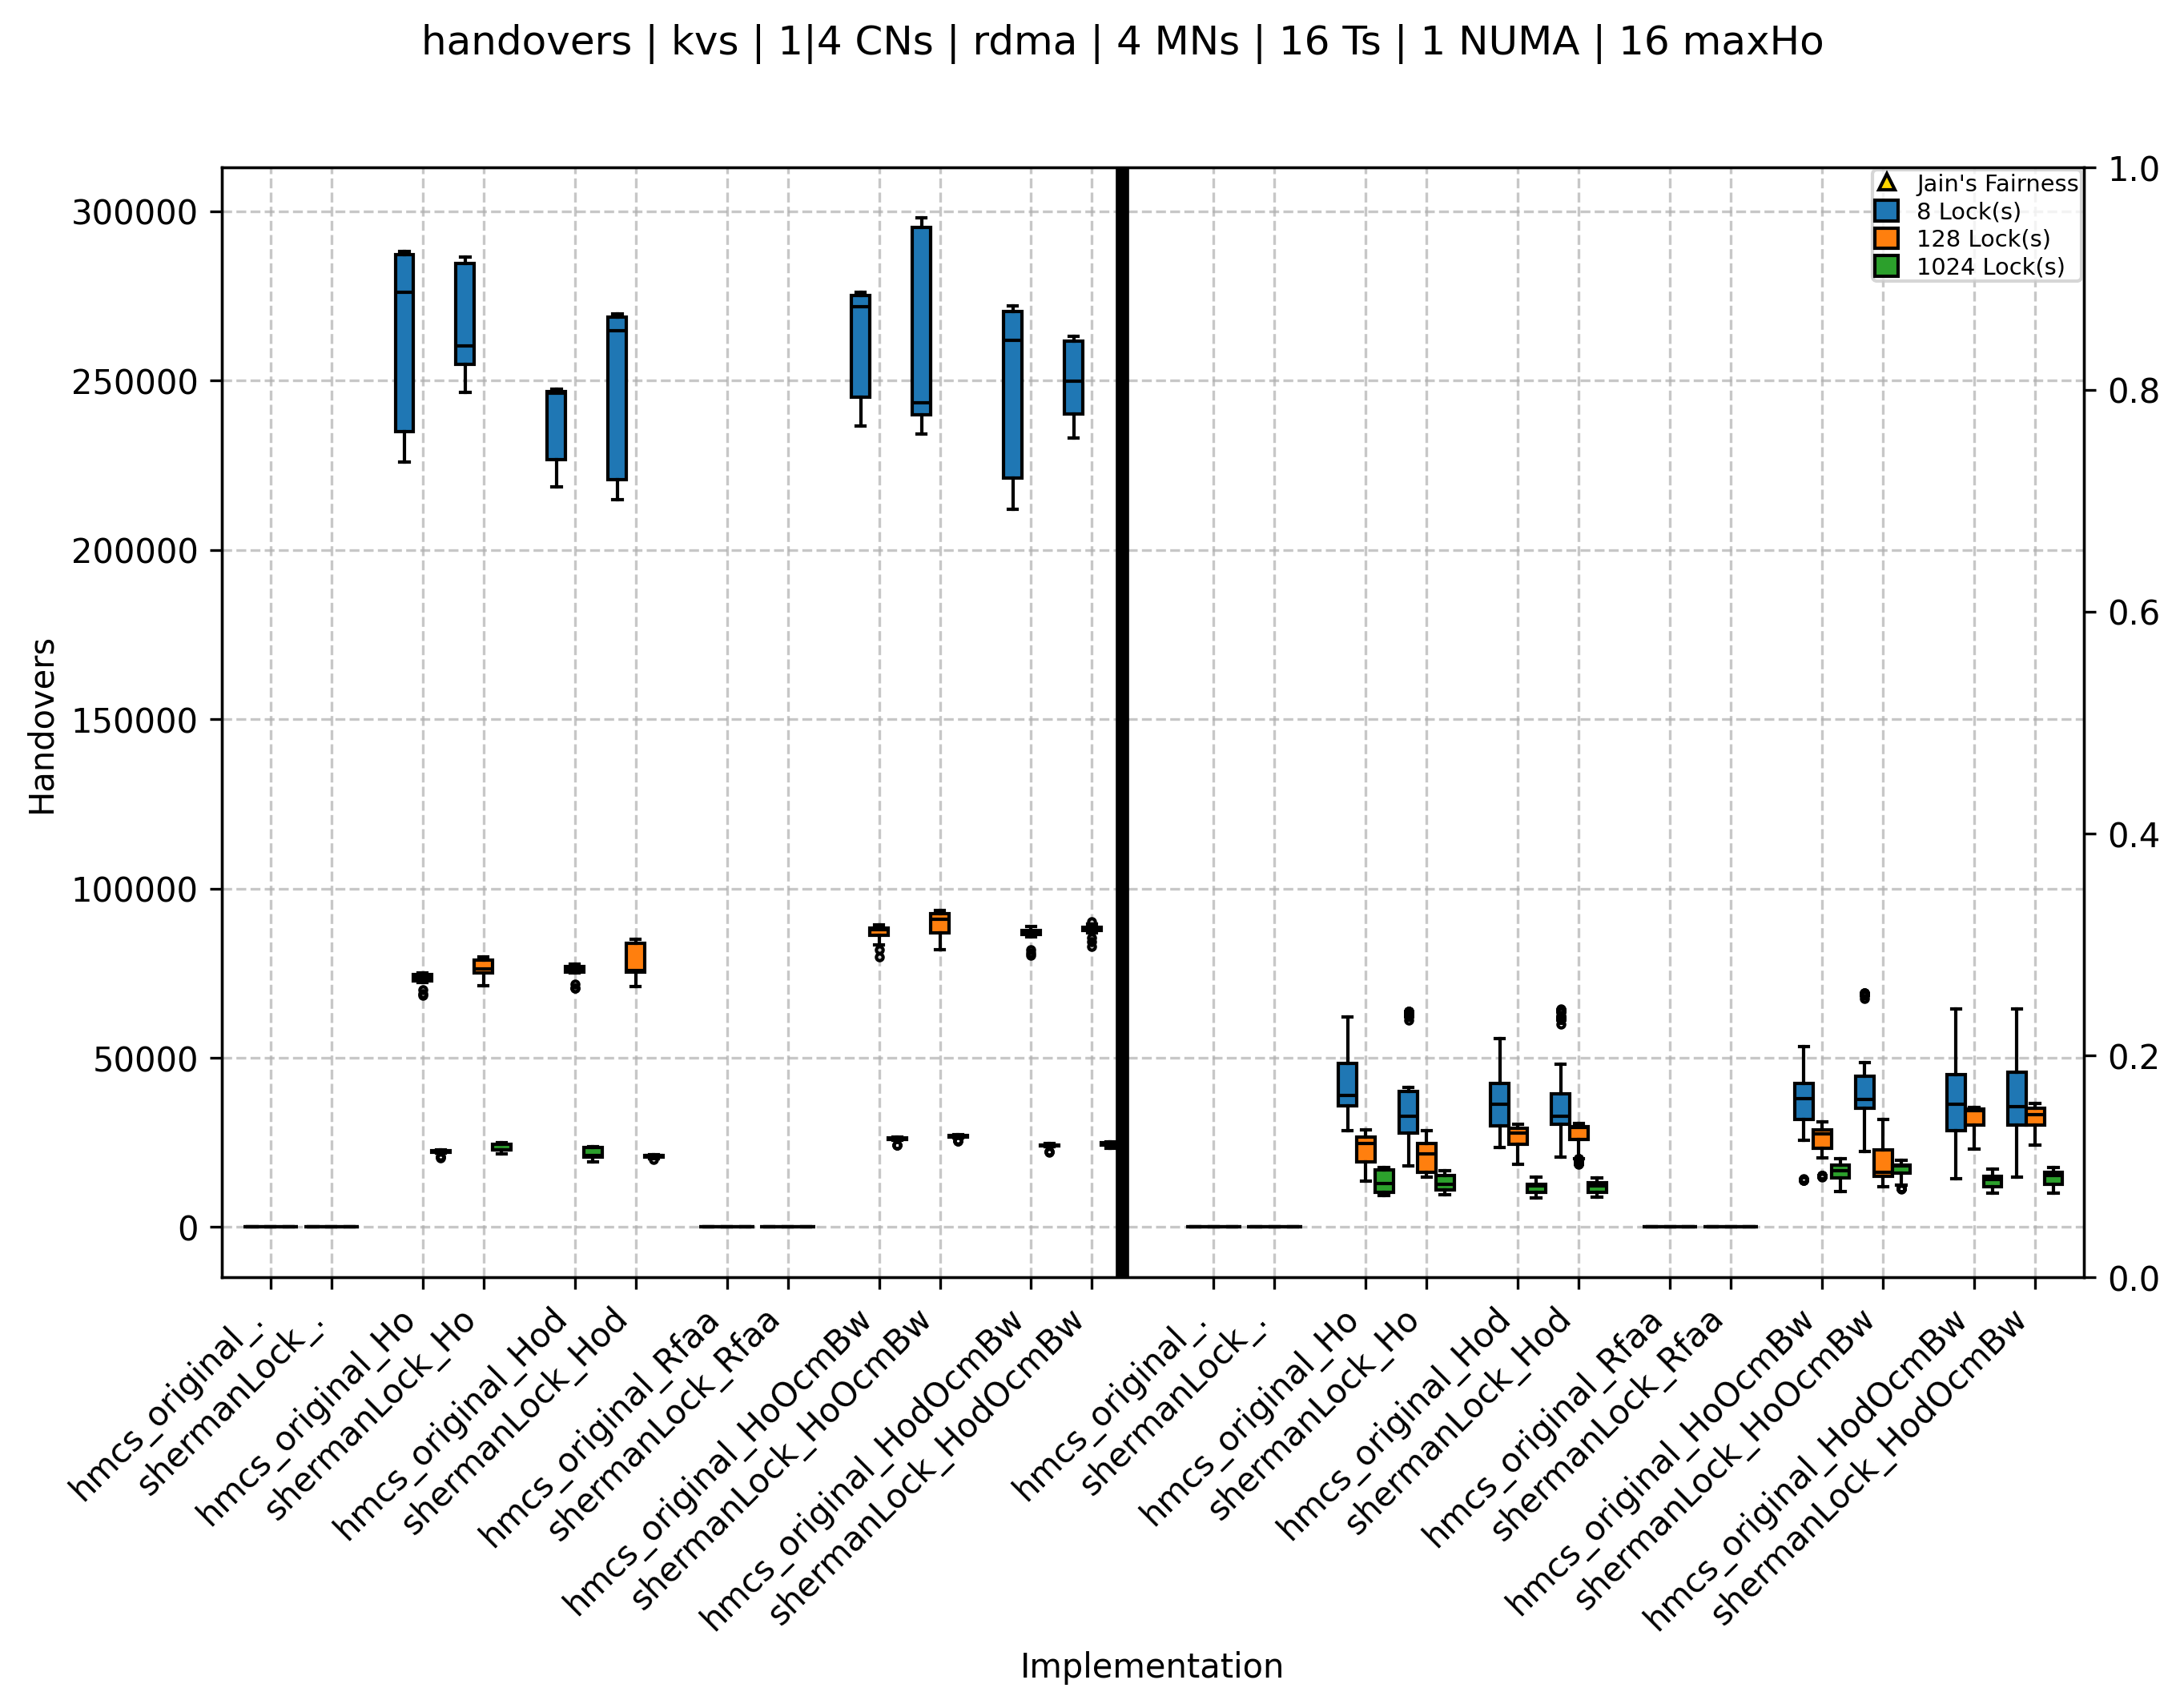 handovers | kvs | 1|4 CNs | rdma | 4 MNs | 16 Ts | 1 NUMA | 16 maxHo
Jain's Fairness
8 Lock(s)
128 Lock(s)
1024 Lock(s)
Handovers
300000
250000
200000
150000
100000
50000
0
1.0
0.8
0.6
0.4
0.2
0.0
hmcs_original_.
shermanLock_.
hmcs_original_Ho
shermanLock_Ho
hmcs_original_Hod
shermanLock_Hod
hmcs_original_Rfaa
shermanLock_Rfaa
hmcs_original_HoOcmBw
shermanLock_HoOcmBw
hmcs_original_HodOcmBw
shermanLock_HodOcmBw
hmcs_original_.
shermanLock_.
hmcs_original_Ho
shermanLock_Ho
hmcs_original_Hod
shermanLock_Hod
hmcs_original_Rfaa
shermanLock_Rfaa
hmcs_original_HoOcmBw
shermanLock_HoOcmBw
hmcs_original_HodOcmBw
shermanLock_HodOcmBw
Implementation